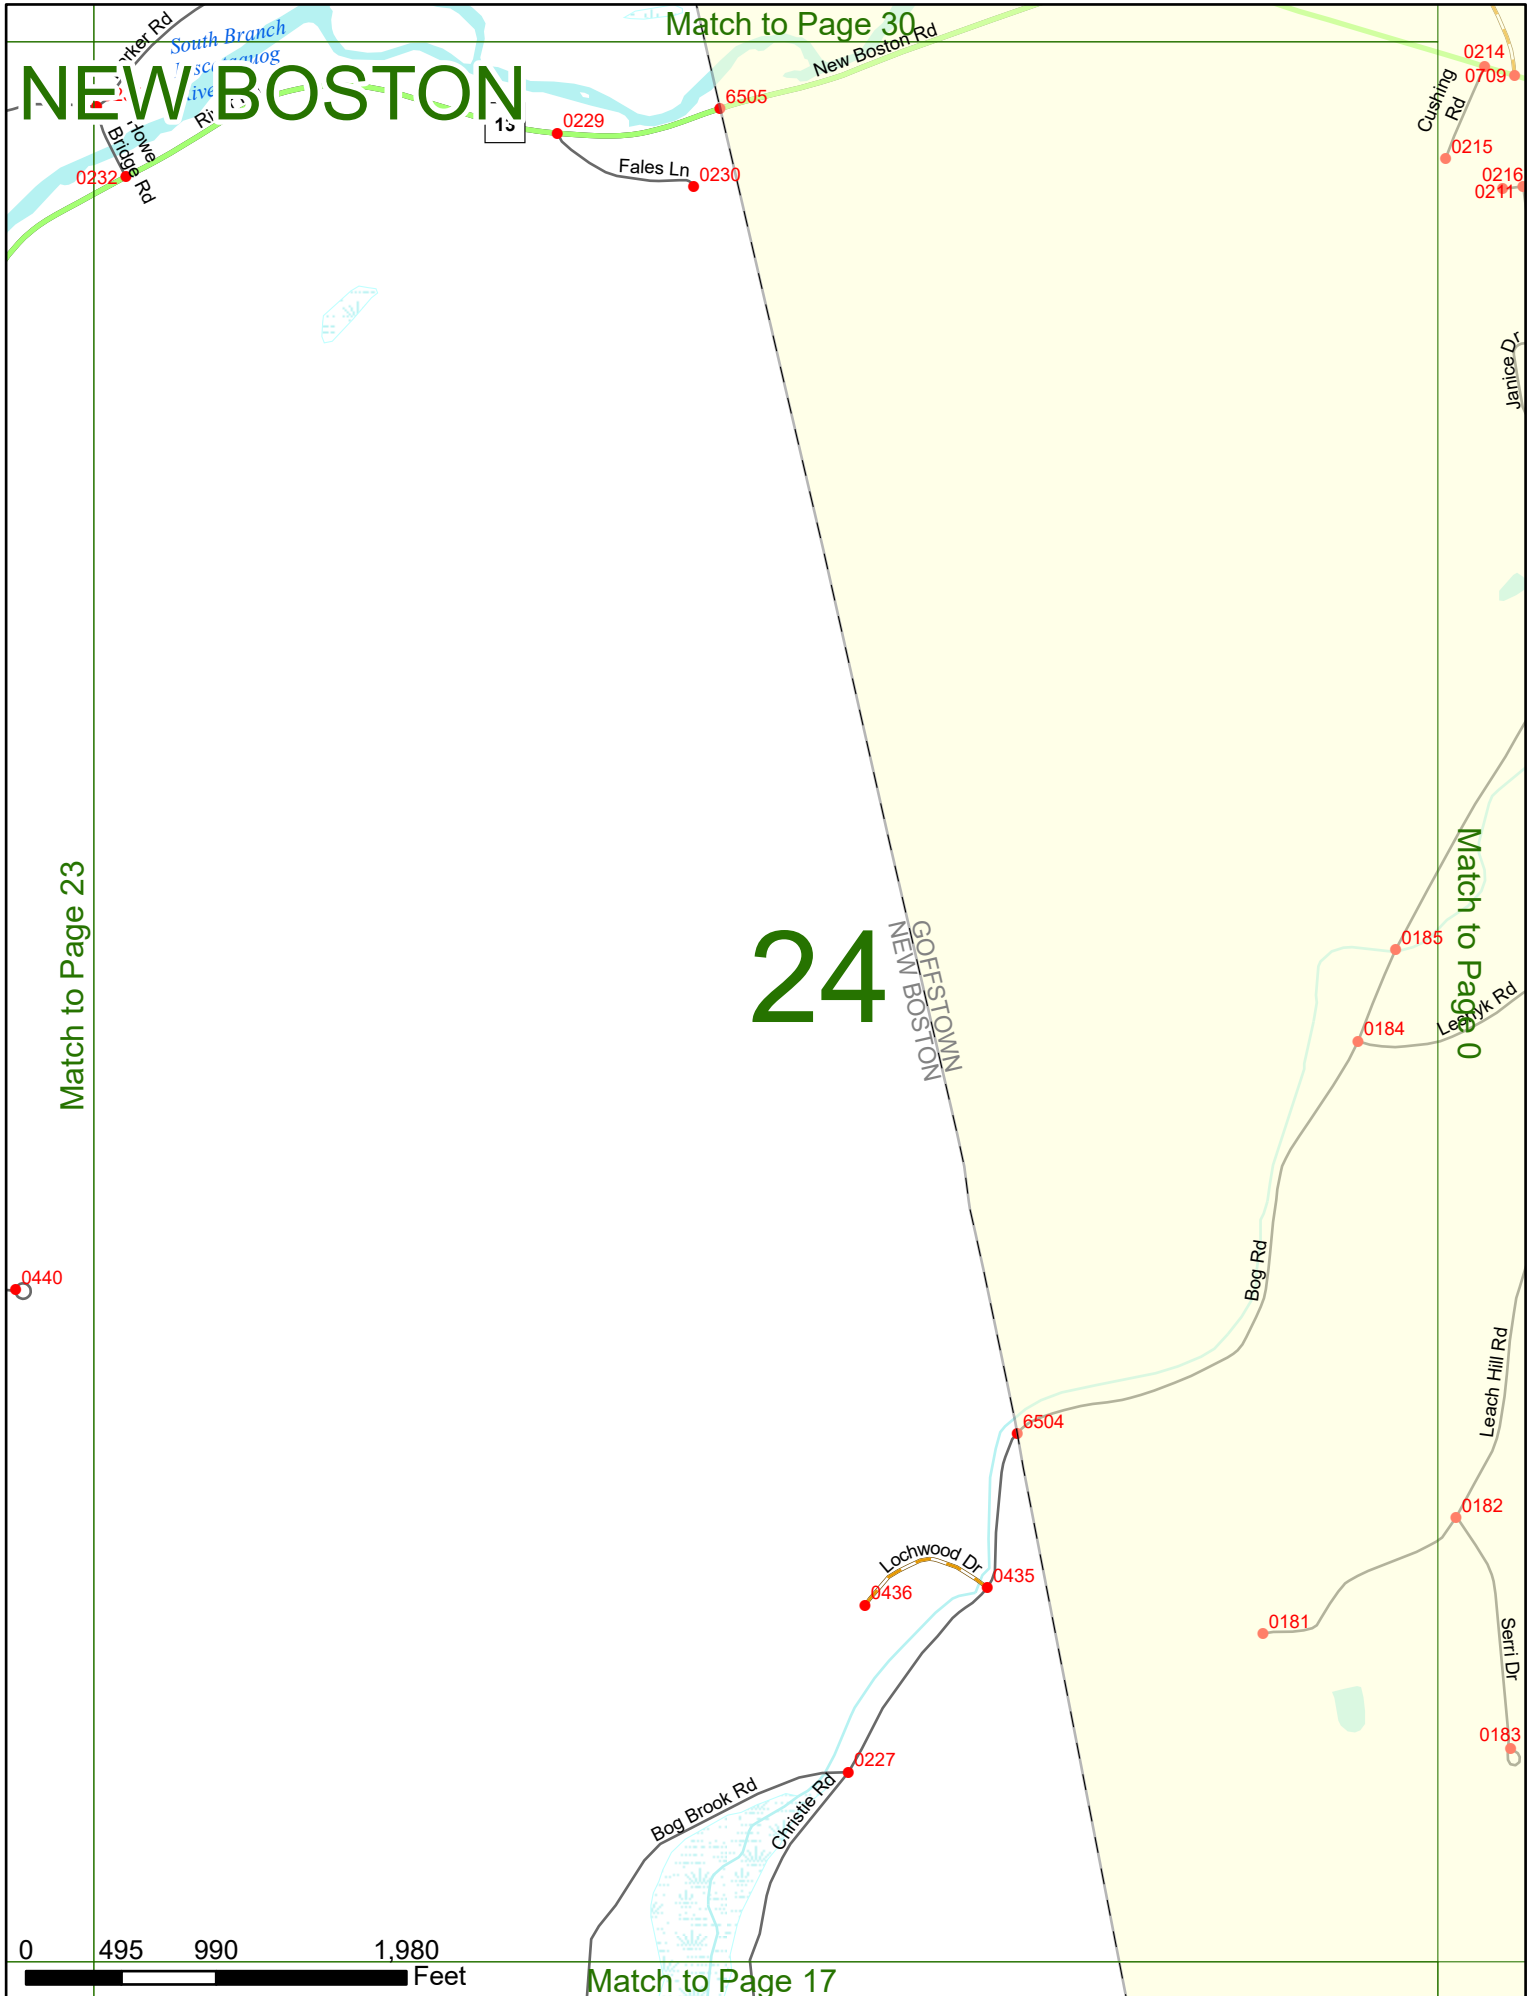 Match to Page 30
NEW BOSTON
South Branch
Rd
Howe
Bridge Rd
0232
13
0229
Fales Ln
0230
6505
New Boston Rd
0214
0709
Cushing
Rd
0215
0216
0211
Janice Dr
Match to Page 23
24
GOFFSTOWN
NEW BOSTON
Match to Page 0
0185
0184
Bog Rd
0440
Leach Hill Rd
6504
0182
Lochwood Dr
0435
0436
0181
Serri Dr
0183
0227
Bog Brook Rd
Christie Rd
0 495 990 1,980
Feet
Match to Page 17